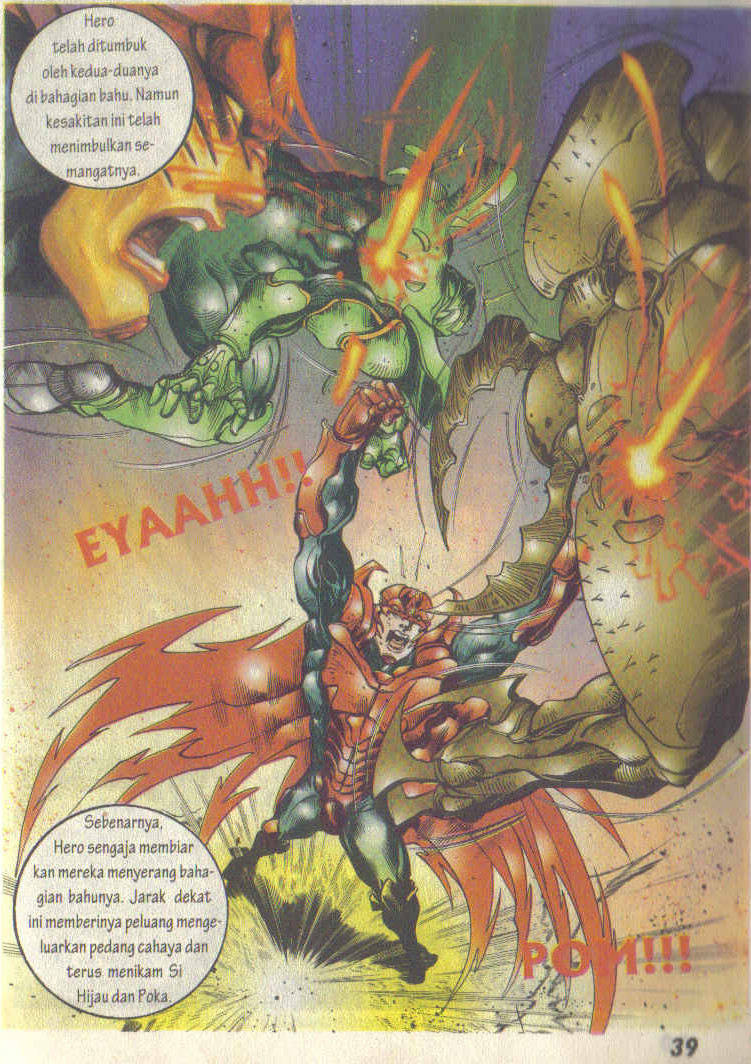 Hero
telah ditumbuk
oleh kedua-duanya
di bahagian bahu. Namun
kesakitan ini telah
menimbulkan se-
mangatnya.
EYAAHH!!
Sebenarnya,
Hero sengaja membiar
kan mereka menyerang baha-
gian bahunya. Jarak dekat
ini memberinya peluang menge-
luarkan pedang cahaya dan
terus menikam Si
Hijau dan Poka.
POM!!!
39